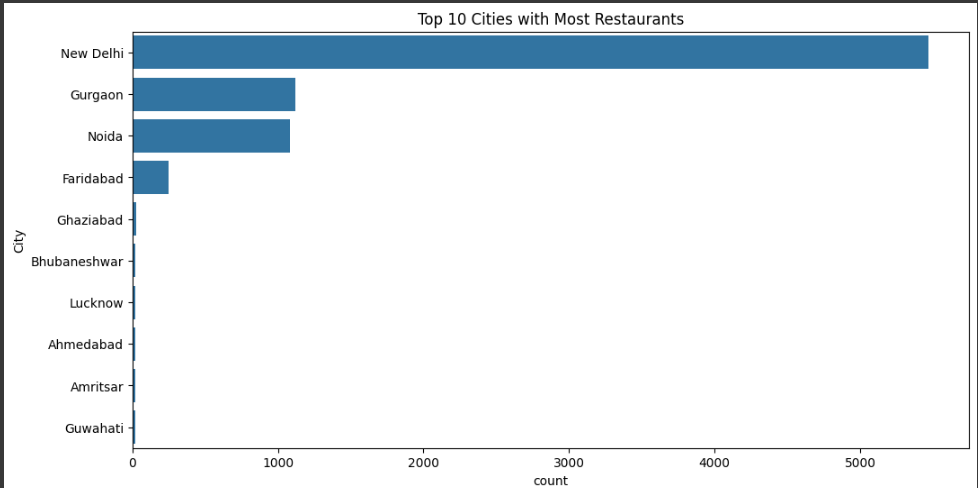 Top 10 Cities with Most Restaurants
New Delhi
Gurgaon
Noida
Faridabad
Ghaziabad
City
Bhubaneshwar
Lucknow
Ahmedabad
Amritsar
Guwahati
0 1000 2000 3000 4000 5000
count